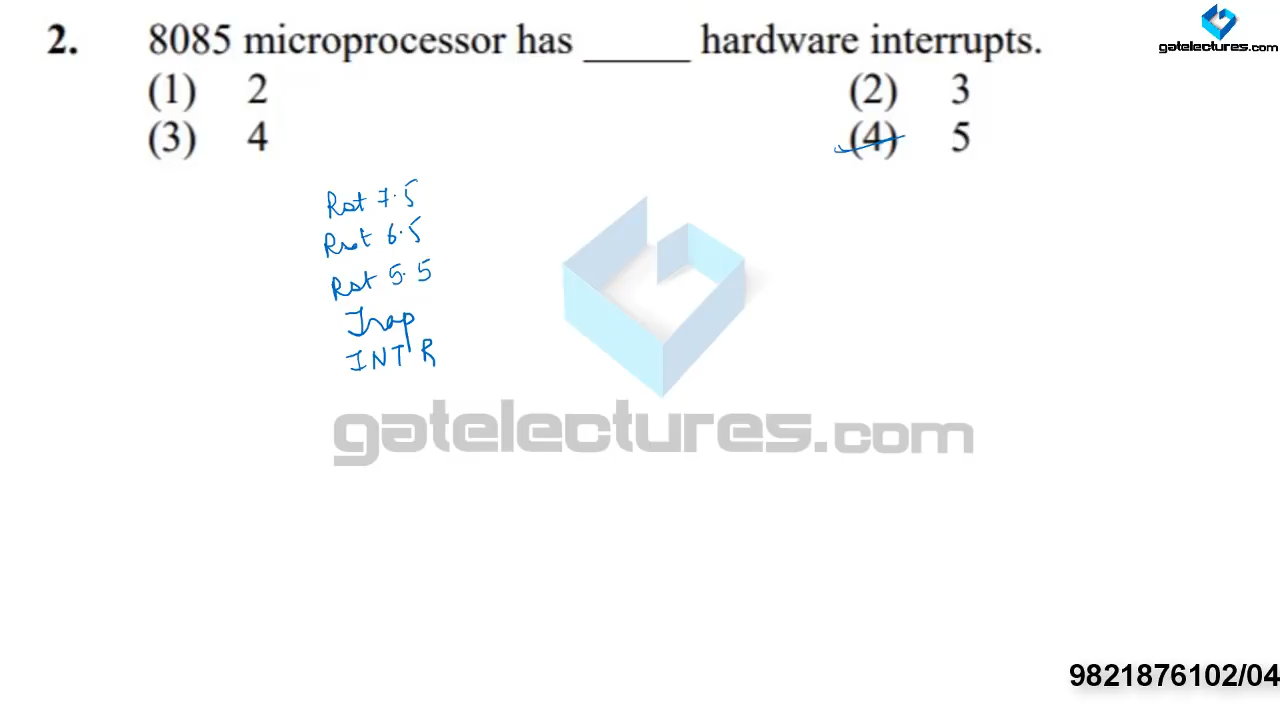 2. 8085 microprocessor has _____ hardware interrupts.
(1) 2 (2) 3
(3) 4 (4) 5
Rst 7.5
Rst 6.5
Rst 5.5
Trap
INTR
gatelectures.com
gatelectures.com
9821876102/04